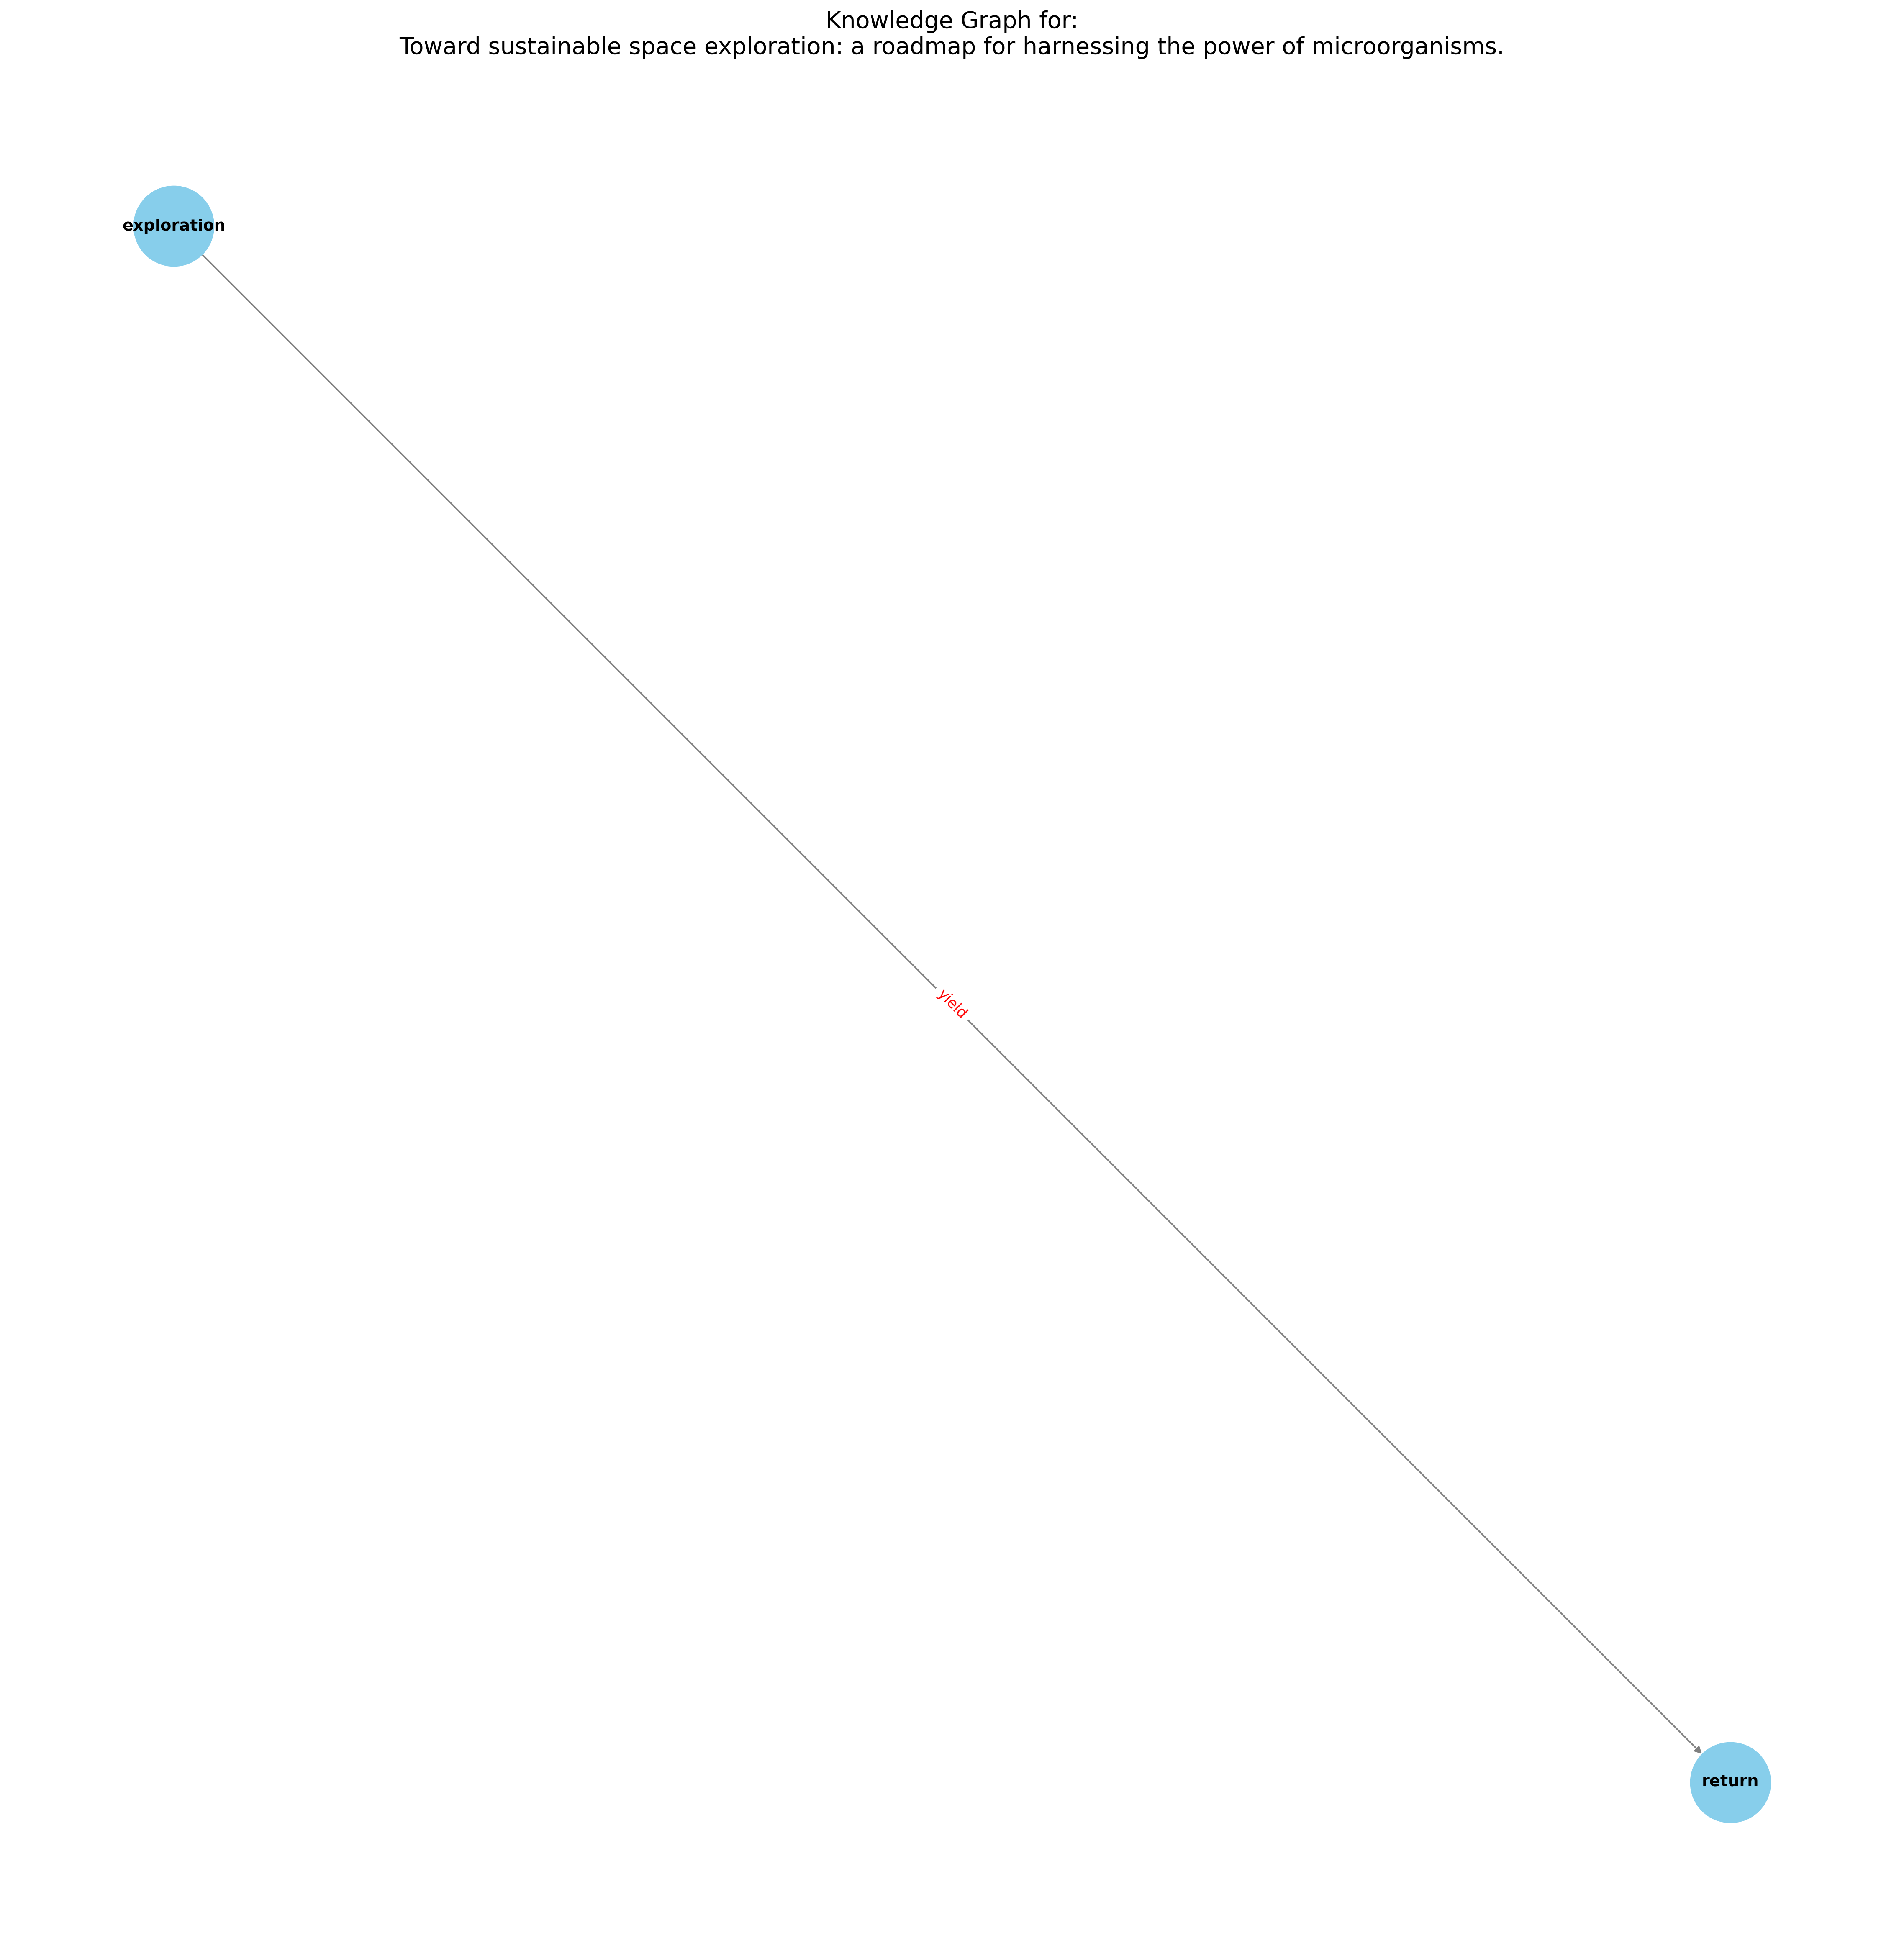 Knowledge Graph for:
Toward sustainable space exploration: a roadmap for harnessing the power of microorganisms.
exploration
yield
return